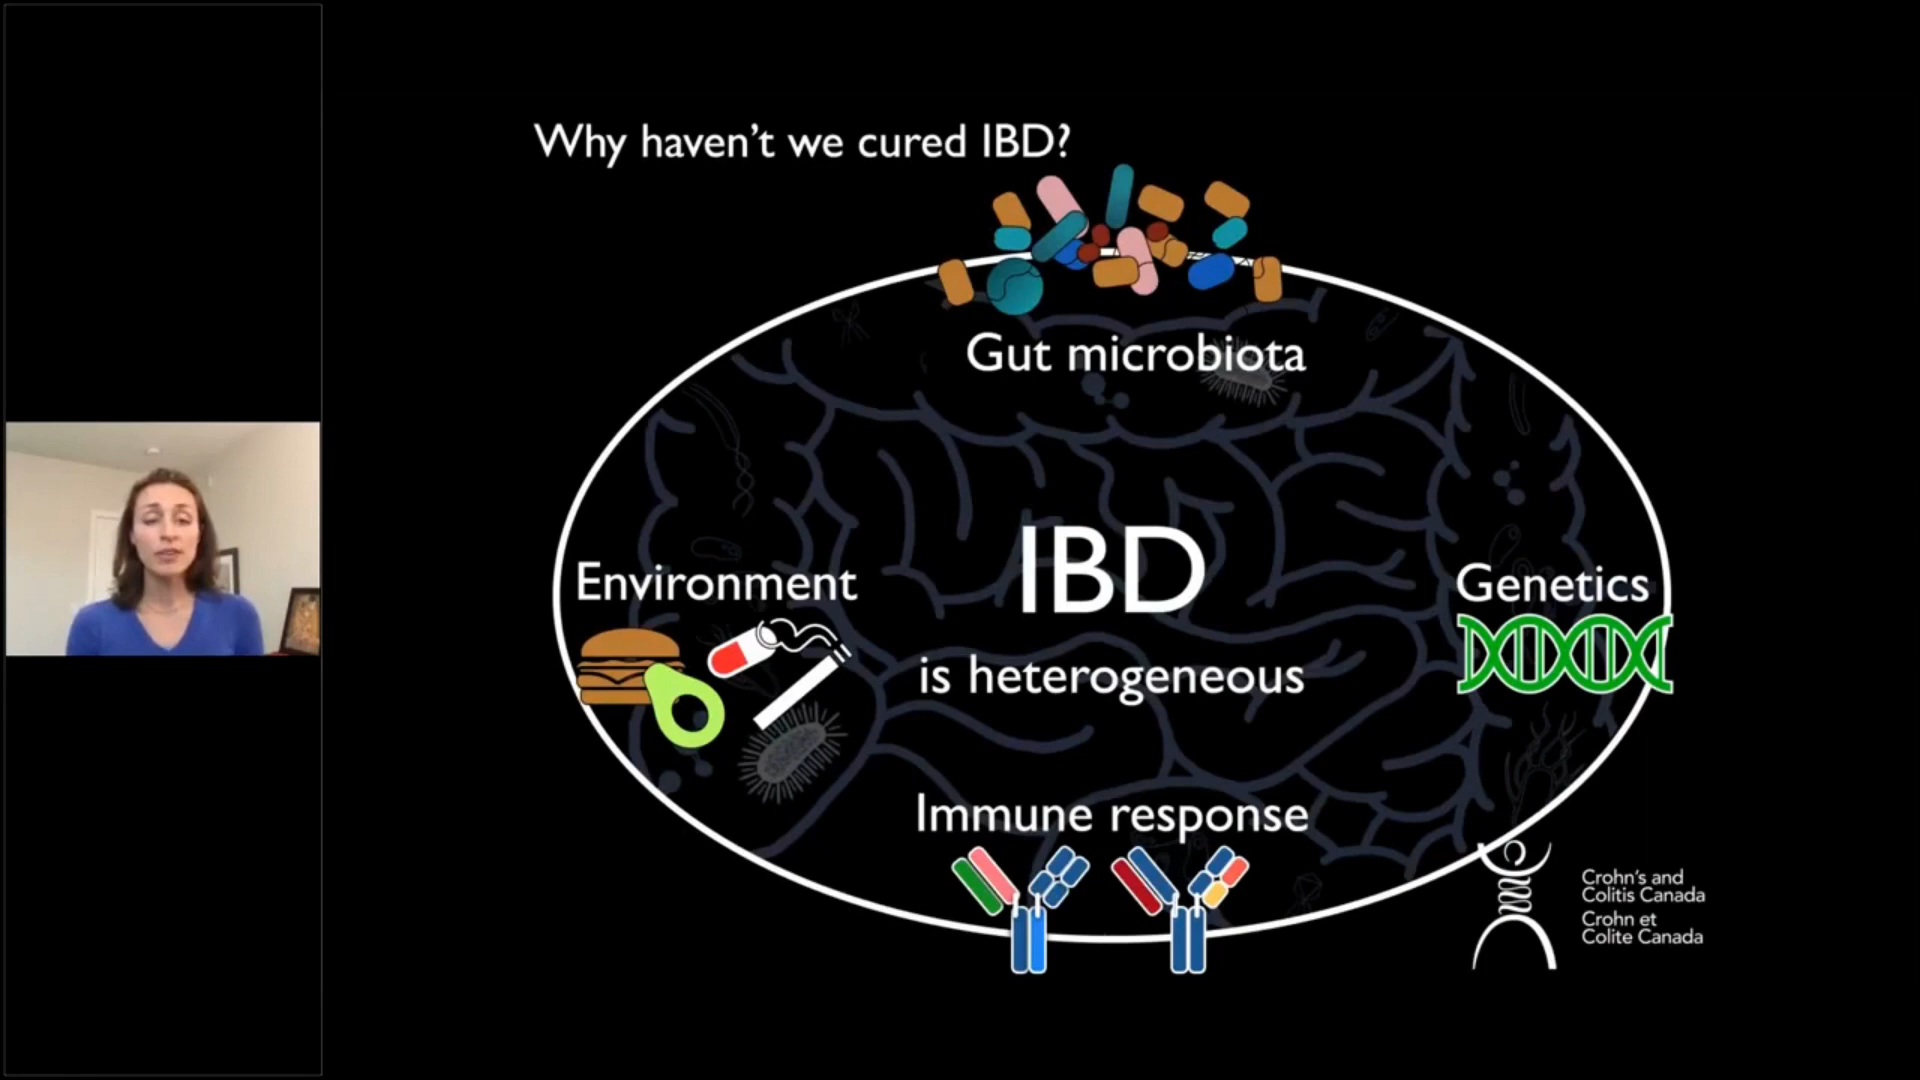 Why haven't we cured IBD?
Gut microbiota
Environment
IBD
is heterogeneous
Genetics
Immune response
Crohn's and
Colitis Canada
Crohn et
Colite Canada